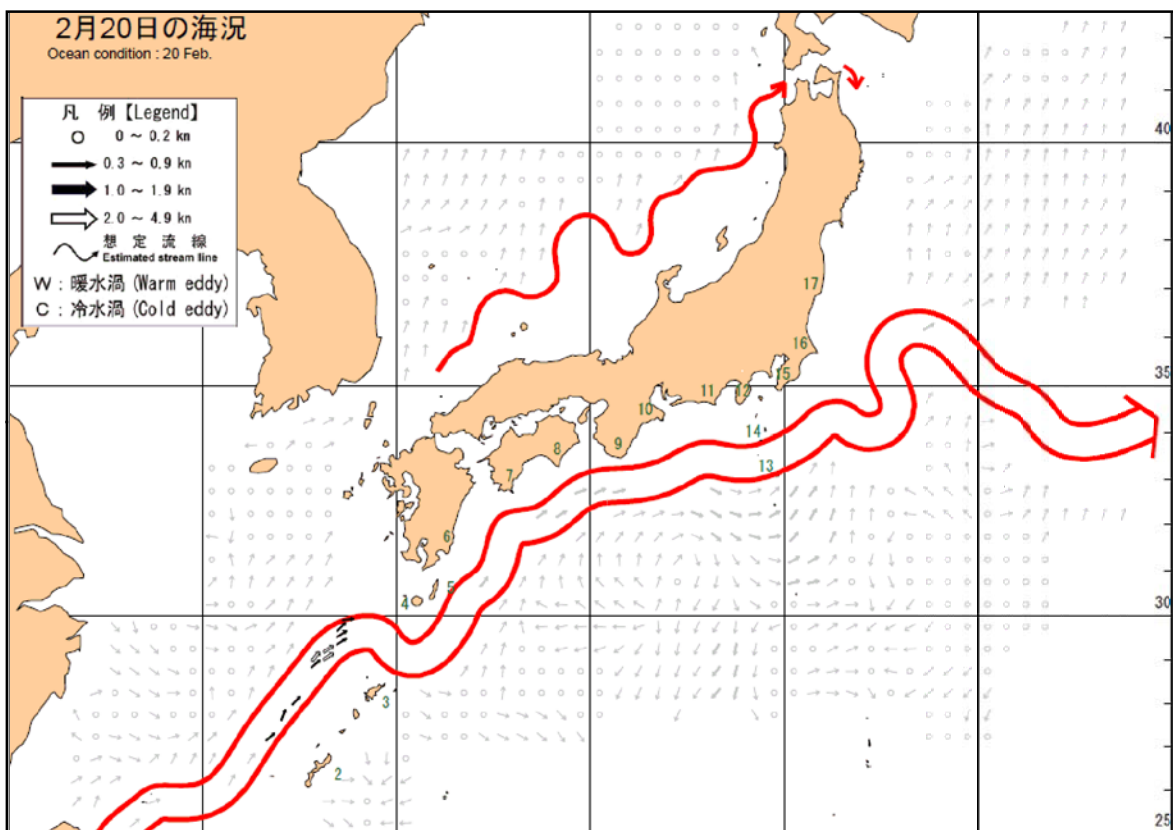 2月20日の海況
Ocean condition : 20 Feb.
凡 例【Legend】
0 ～ 0.2 kn
0.3 ～ 0.9 kn
1.0 ～ 1.9 kn
2.0 ～ 4.9 kn
想 定 流 線
Estimated stream line
W : 暖水渦 (Warm eddy)
C : 冷水渦 (Cold eddy)
40
17
16
35
15
12
11
10
14
9
8
13
7
6
5
4
30
3
2
25